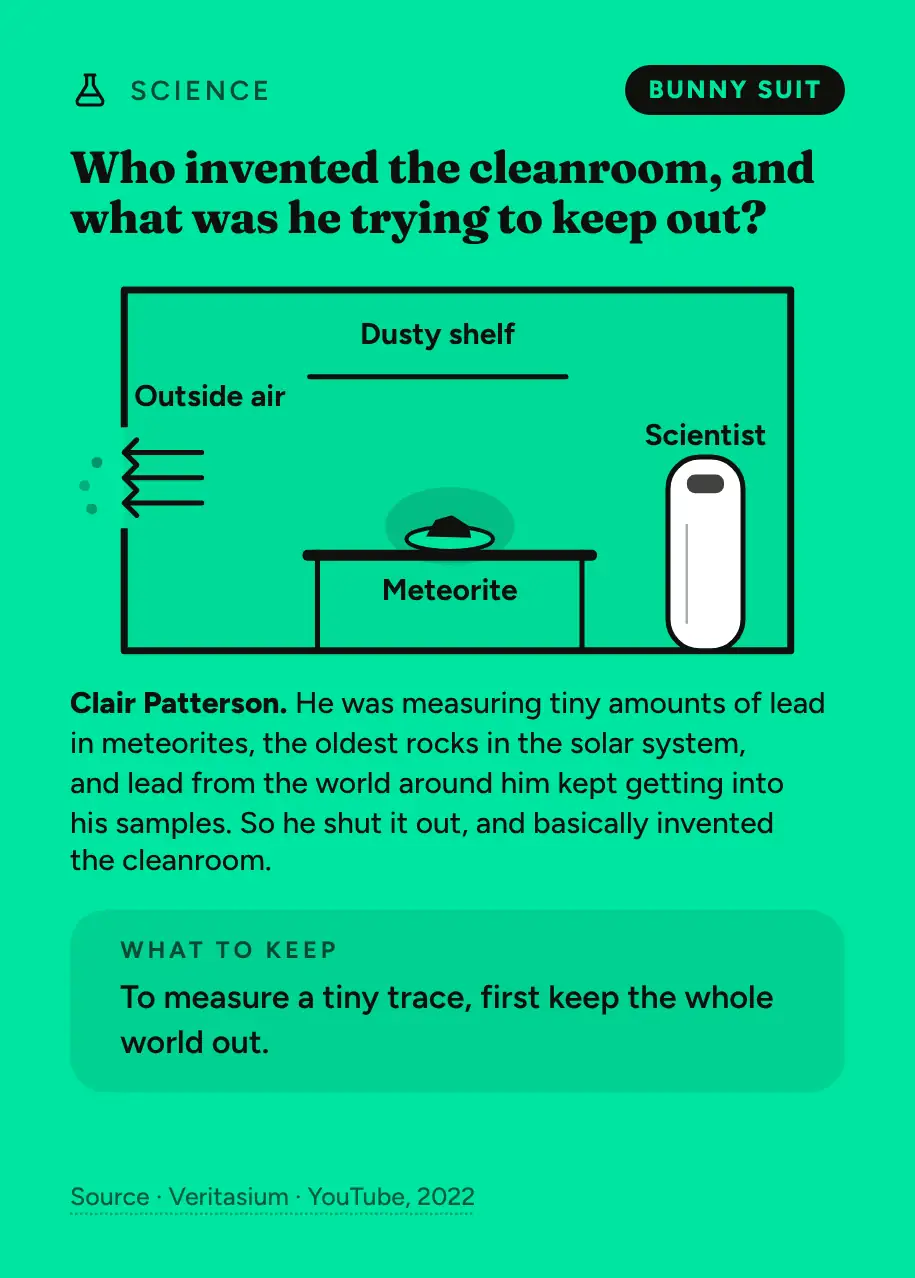 SCIENCE
BUNNY SUIT
Who invented the cleanroom, and
what was he trying to keep out?
Dusty shelf
Outside air
Scientist
Meteorite
Clair Patterson. He was measuring tiny amounts of lead
in meteorites, the oldest rocks in the solar system,
and lead from the world around him kept getting into
his samples. So he shut it out, and basically invented
the cleanroom.
WHAT TO KEEP
To measure a tiny trace, first keep the whole
world out.
Source · Veritasium · YouTube, 2022